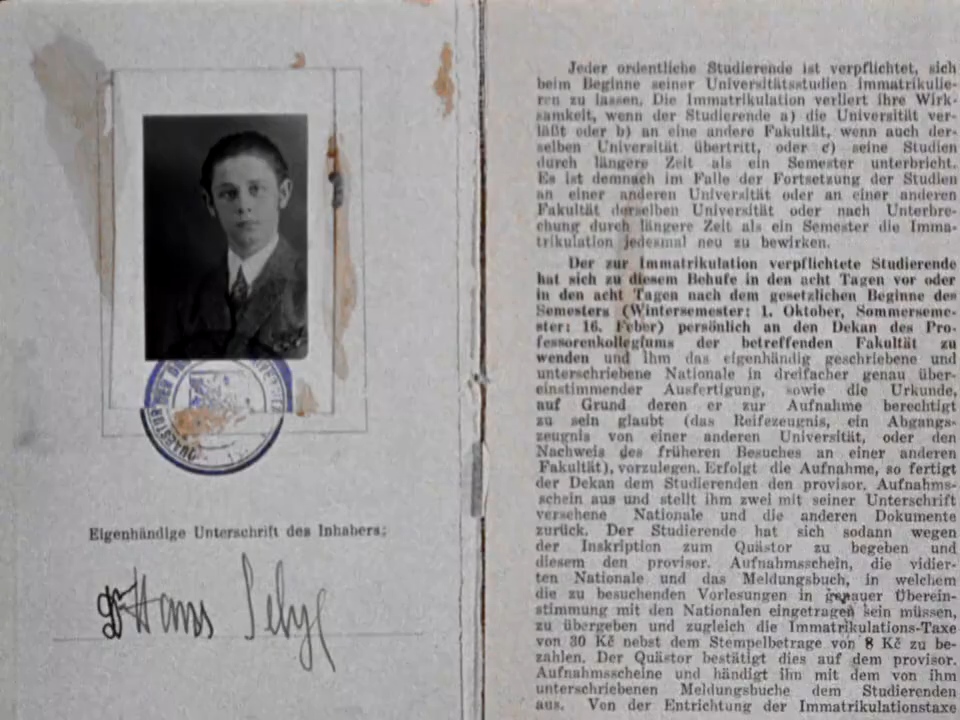 QUAESTUR DER DEU
Eigenhändige Unterschrift des Inhabers:
Dr Hans Selye
Jeder ordentliche Studierende ist verpflichtet, sich
beim Beginne seiner Universitätsstudien immatrikulie-
ren zu lassen. Die Immatrikulation verliert ihre Wirk-
samkeit, wenn der Studierende a) die Universität ver-
läßt oder b) an eine andere Fakultät, wenn auch der-
selben Universität übertritt, oder c) seine Studien
durch längere Zeit als ein Semester unterbricht.
Es ist demnach im Falle der Fortsetzung der Studien
an einer anderen Universität oder an einer anderen
Fakultät derselben Universität oder nach Unterbre-
chung durch längere Zeit als ein Semester die Imma-
trikulation jedesmal neu zu bewirken.
Der zur Immatrikulation verpflichtete Studierende
hat sich zu diesem Behufe in den acht Tagen vor oder
in den acht Tagen nach dem gesetzlichen Beginne des
Semesters (Wintersemester: 1. Oktober, Sommerseme-
ster: 16. Feber) persönlich an den Dekan des Pro-
fessorenkollegiums der betreffenden Fakultät zu
wenden und ihm das eigenhändig geschriebene und
unterschriebene Nationale in dreifacher genau über-
einstimmender Ausfertigung, sowie die Urkunde,
auf Grund deren er zur Aufnahme berechtigt
zu sein glaubt (das Reifezeugnis, ein Abgangs-
zeugnis von einer anderen Universität, oder den
Nachweis des früheren Besuches an einer anderen
Fakultät), vorzulegen. Erfolgt die Aufnahme, so fertigt
der Dekan dem Studierenden den provisor. Aufnahms-
schein aus und stellt ihm zwei mit seiner Unterschrift
versehene Nationale und die anderen Dokumente
zurück. Der Studierende hat sich sodann wegen
der Inskription zum Quästor zu begeben und
diesem den provisor. Aufnahmsschein, die vidier-
ten Nationale und das Meldungsbuch, in welchem
die zu besuchenden Vorlesungen in genauer Überein-
stimmung mit den Nationalen eingetragen sein müssen,
zu übergeben und zugleich die Immatrikulations-Taxe
von 30 Kč nebst dem Stempelbetrage von 8 Kč zu be-
zahlen. Der Quästor bestätigt dies auf dem provisor.
Aufnahmsscheine und händigt ihn mit dem von ihm
unterschriebenen Meldungsbuche dem Studierenden
aus. Von der Entrichtung der Immatrikulationstaxe